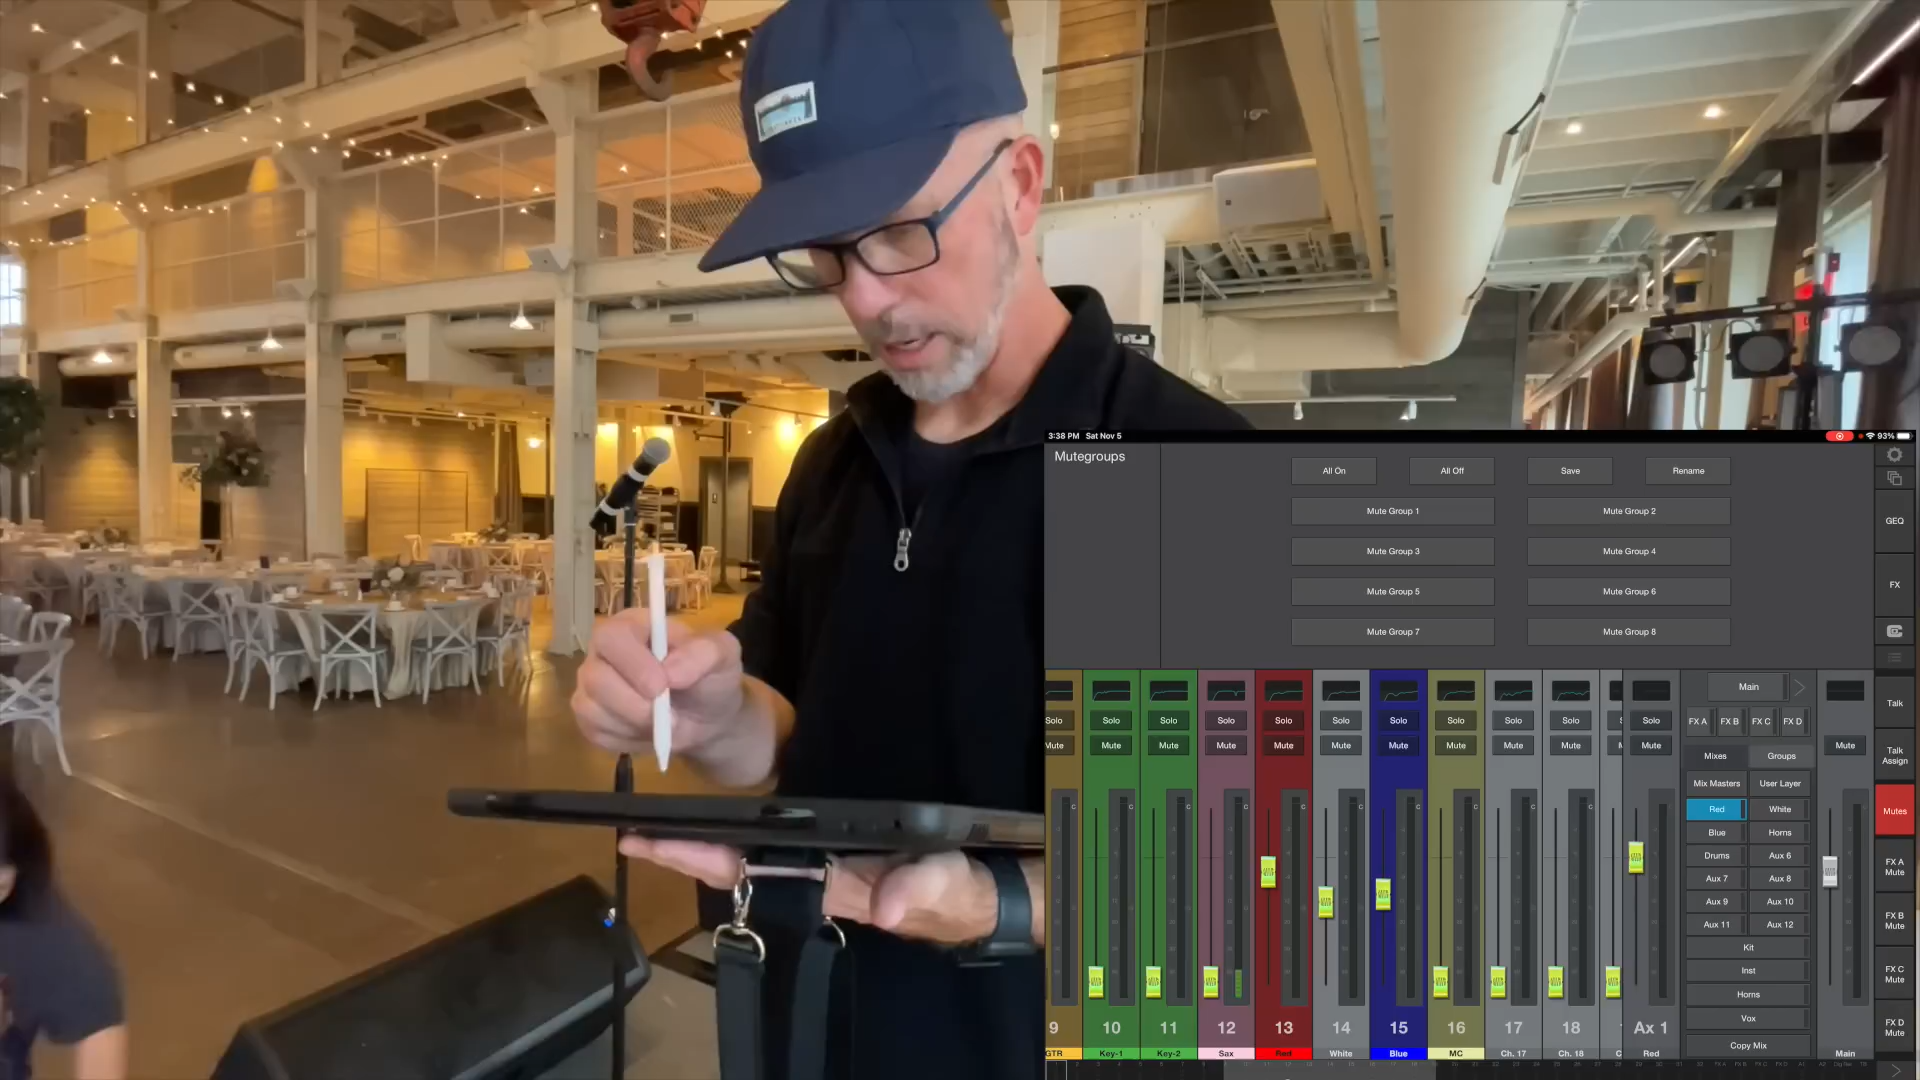 3:38 PM Sat Nov 5
93%
Mutegroups
All On All Off Save Rename
Mute Group 1 Mute Group 2
Mute Group 3 Mute Group 4
Mute Group 5 Mute Group 6
Mute Group 7 Mute Group 8
GEQ
FX
Talk
Talk Assign
Mutes
FX A Mute
FX B Mute
FX C Mute
FX D Mute
Main
Solo Solo Solo Solo Solo Solo Solo Solo Solo Solo Solo
FX A FX B FX C FX D
Mute Mute Mute Mute Mute Mute Mute Mute Mute Mute Mute Mute
Mixes Groups
Mix Masters User Layer
Red White
Blue Horns
Drums Aux 6
Aux 7 Aux 8
Aux 9 Aux 10
Aux 11 Aux 12
Kit
Inst
Horns
Vox
Copy Mix
9 10 11 12 13 14 15 16 17 18 Ax 1
GTR Key-1 Key-2 Sax Red White Blue MC Ch. 17 Ch. 18 Red Main